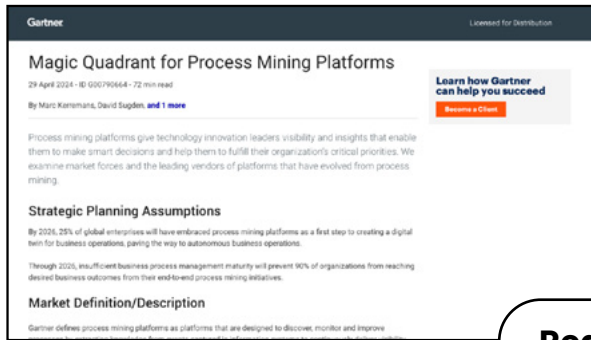 Gartner
Licensed for Distribution
Magic Quadrant for Process Mining Platforms
29 April 2024 - ID G00790664 - 72 min read
By Marc Kerremans, David Sugden, and 1 more
Learn how Gartner
can help you succeed
Become a Client
Process mining platforms give technology innovation leaders visibility and insights that enable
them to make smart decisions and help them to fulfill their organization's critical priorities. We
examine market forces and the leading vendors of platforms that have evolved from process
mining.
Strategic Planning Assumptions
By 2026, 25% of global enterprises will have embraced process mining platforms as a first step to creating a digital
twin for business operations, paving the way to autonomous business operations.
Through 2026, insufficient business process management maturity will prevent 90% of organizations from reaching
desired business outcomes from their end-to-end process mining initiatives.
Market Definition/Description
Gartner defines process mining platforms as platforms that are designed to discover, monitor and improve